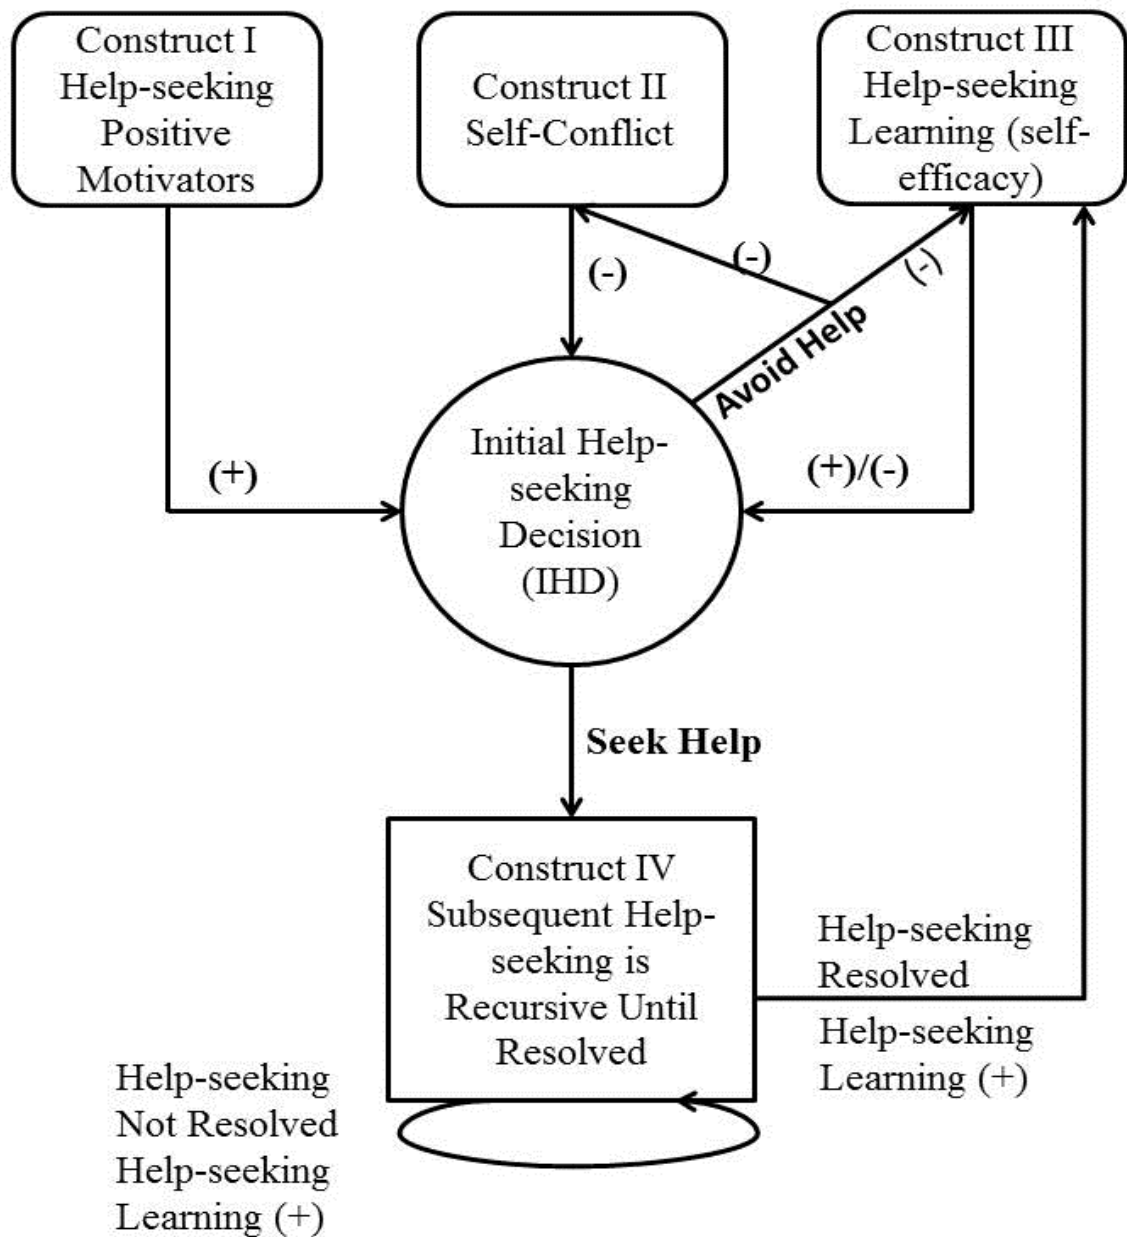 Construct I
Help-seeking
Positive
Motivators
Construct II
Self-Conflict
Construct III
Help-seeking
Learning (self-
efficacy)
(-)
(-)
(-)
Avoid Help
(+)
(+)/(-)
Initial Help-
seeking
Decision
(IHD)
Seek Help
Construct IV
Subsequent Help-
seeking is
Recursive Until
Resolved
Help-seeking
Resolved
Help-seeking
Learning (+)
Help-seeking
Not Resolved
Help-seeking
Learning (+)